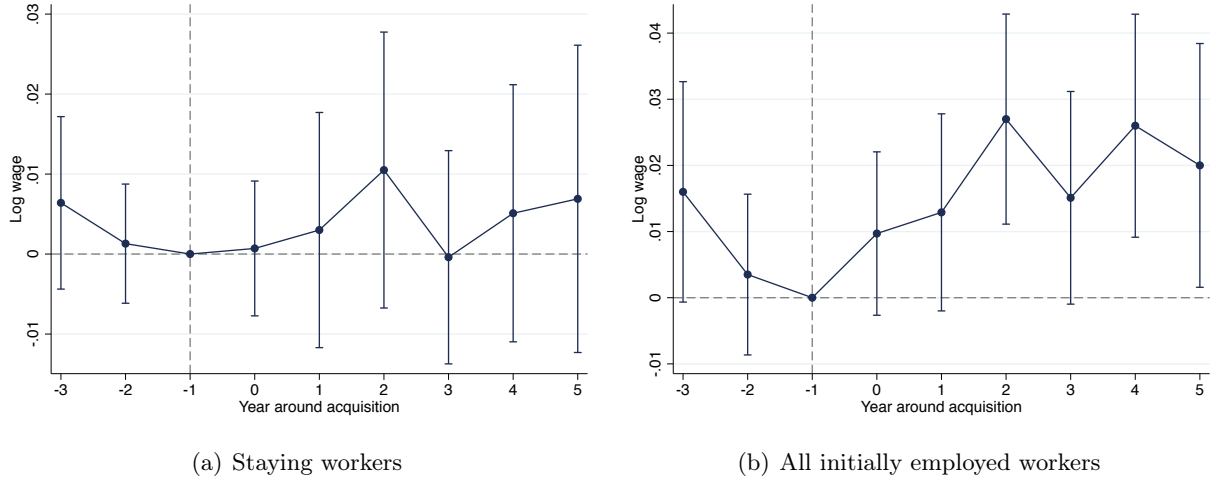 .03
.02
.01
0
-.01
Log wage
-3 -2 -1 0 1 2 3 4 5
Year around acquisition
(a) Staying workers
.04
.03
.02
.01
0
-.01
Log wage
-3 -2 -1 0 1 2 3 4 5
Year around acquisition
(b) All initially employed workers